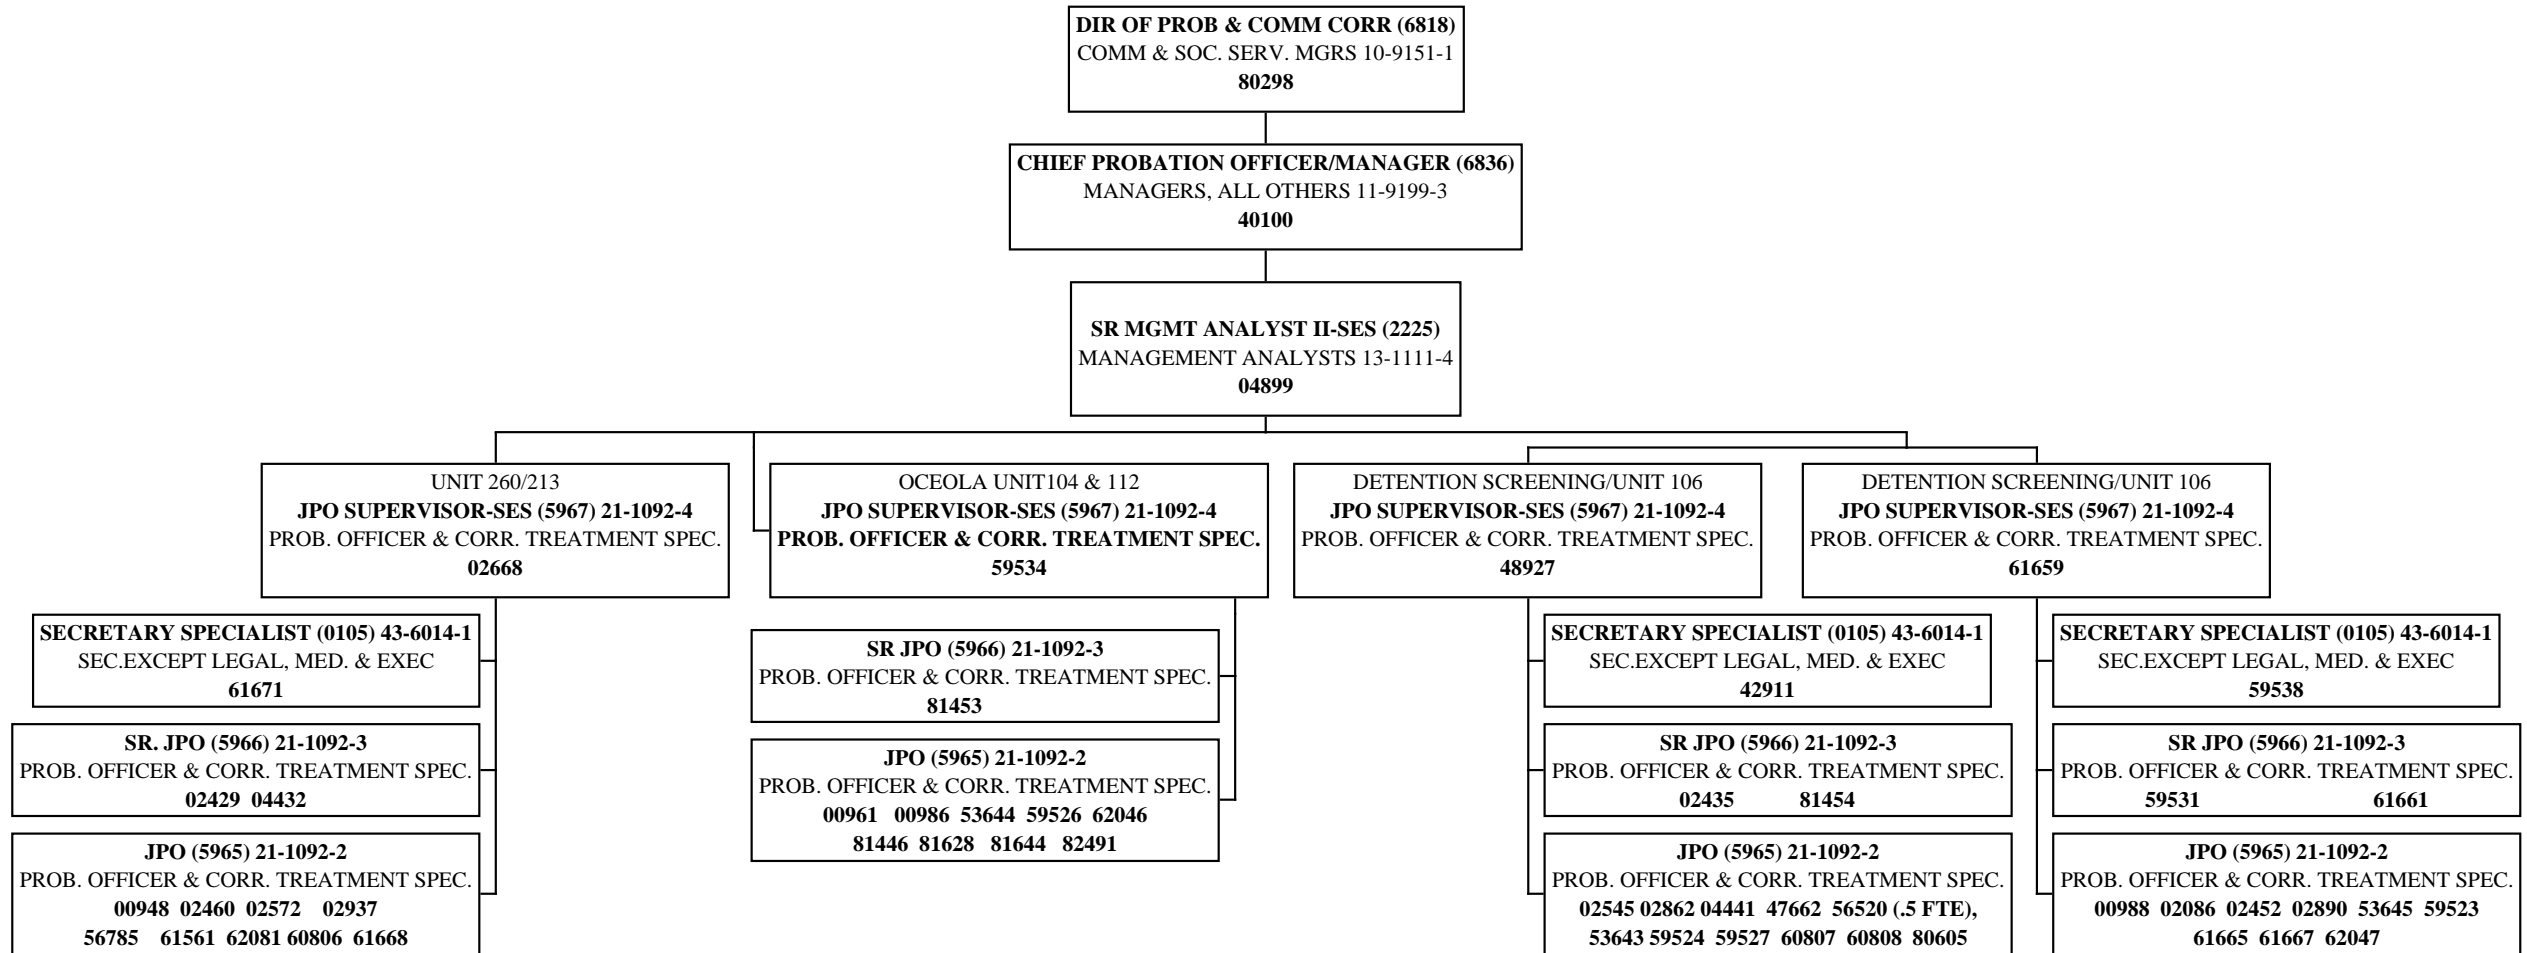 DIR OF PROB & COMM CORR (6818)
COMM & SOC. SERV. MGRS 10-9151-1
80298
CHIEF PROBATION OFFICER/MANAGER (6836)
MANAGERS, ALL OTHERS 11-9199-3
40100
SR MGMT ANALYST II-SES (2225)
MANAGEMENT ANALYSTS 13-1111-4
04899
UNIT 260/213
JPO SUPERVISOR-SES (5967) 21-1092-4
PROB. OFFICER & CORR. TREATMENT SPEC.
02668
SECRETARY SPECIALIST (0105) 43-6014-1
SEC.EXCEPT LEGAL, MED. & EXEC
61671
SR. JPO (5966) 21-1092-3
PROB. OFFICER & CORR. TREATMENT SPEC.
02429 04432
JPO (5965) 21-1092-2
PROB. OFFICER & CORR. TREATMENT SPEC.
00948 02460 02572 02937
56785 61561 62081 60806 61668
OCEOLA UNIT104 & 112
JPO SUPERVISOR-SES (5967) 21-1092-4
PROB. OFFICER & CORR. TREATMENT SPEC.
59534
SR JPO (5966) 21-1092-3
PROB. OFFICER & CORR. TREATMENT SPEC.
81453
JPO (5965) 21-1092-2
PROB. OFFICER & CORR. TREATMENT SPEC.
00961 00986 53644 59526 62046
81446 81628 81644 82491
DETENTION SCREENING/UNIT 106
JPO SUPERVISOR-SES (5967) 21-1092-4
PROB. OFFICER & CORR. TREATMENT SPEC.
48927
SECRETARY SPECIALIST (0105) 43-6014-1
SEC.EXCEPT LEGAL, MED. & EXEC
42911
SR JPO (5966) 21-1092-3
PROB. OFFICER & CORR. TREATMENT SPEC.
02435 81454
JPO (5965) 21-1092-2
PROB. OFFICER & CORR. TREATMENT SPEC.
02545 02862 04441 47662 56520 (.5 FTE),
53643 59524 59527 60807 60808 80605
DETENTION SCREENING/UNIT 106
JPO SUPERVISOR-SES (5967) 21-1092-4
PROB. OFFICER & CORR. TREATMENT SPEC.
61659
SECRETARY SPECIALIST (0105) 43-6014-1
SEC.EXCEPT LEGAL, MED. & EXEC
59538
SR JPO (5966) 21-1092-3
PROB. OFFICER & CORR. TREATMENT SPEC.
59531 61661
JPO (5965) 21-1092-2
PROB. OFFICER & CORR. TREATMENT SPEC.
00988 02086 02452 02890 53645 59523
61665 61667 62047